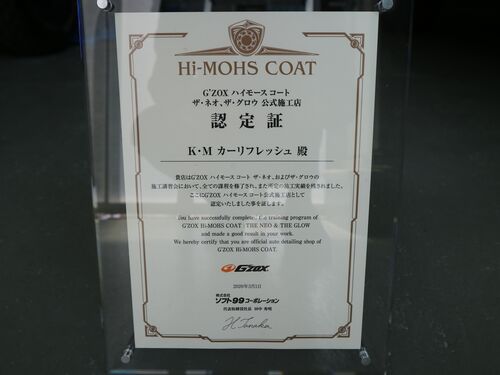 Hi-MOHS COAT
G'ZOX ハイモース コート
ザ・ネオ、ザ・グロウ 公式施工店
認定証
K・M カーリフレッシュ 殿
貴店はG'ZOX ハイモース コート ザ・ネオ、およびザ・グロウの
施工講習会において、全ての課程を修了され、また所定の施工実績を残されました。
ここにG'ZOX ハイモース コート公式施工店として
認定いたしました事を証します。
You have successfully completed the training program of
G'ZOX Hi-MOHS COAT THE NEO & THE GLOW
and made a good result in your work.
We hereby certify that you are official auto detailing shop of
G'ZOX Hi-MOHS COAT.
G'ZOX
2020年3月1日
株式会社
ソフト99コーポレーション
代表取締役社長 田中 秀明
H. Tanaka